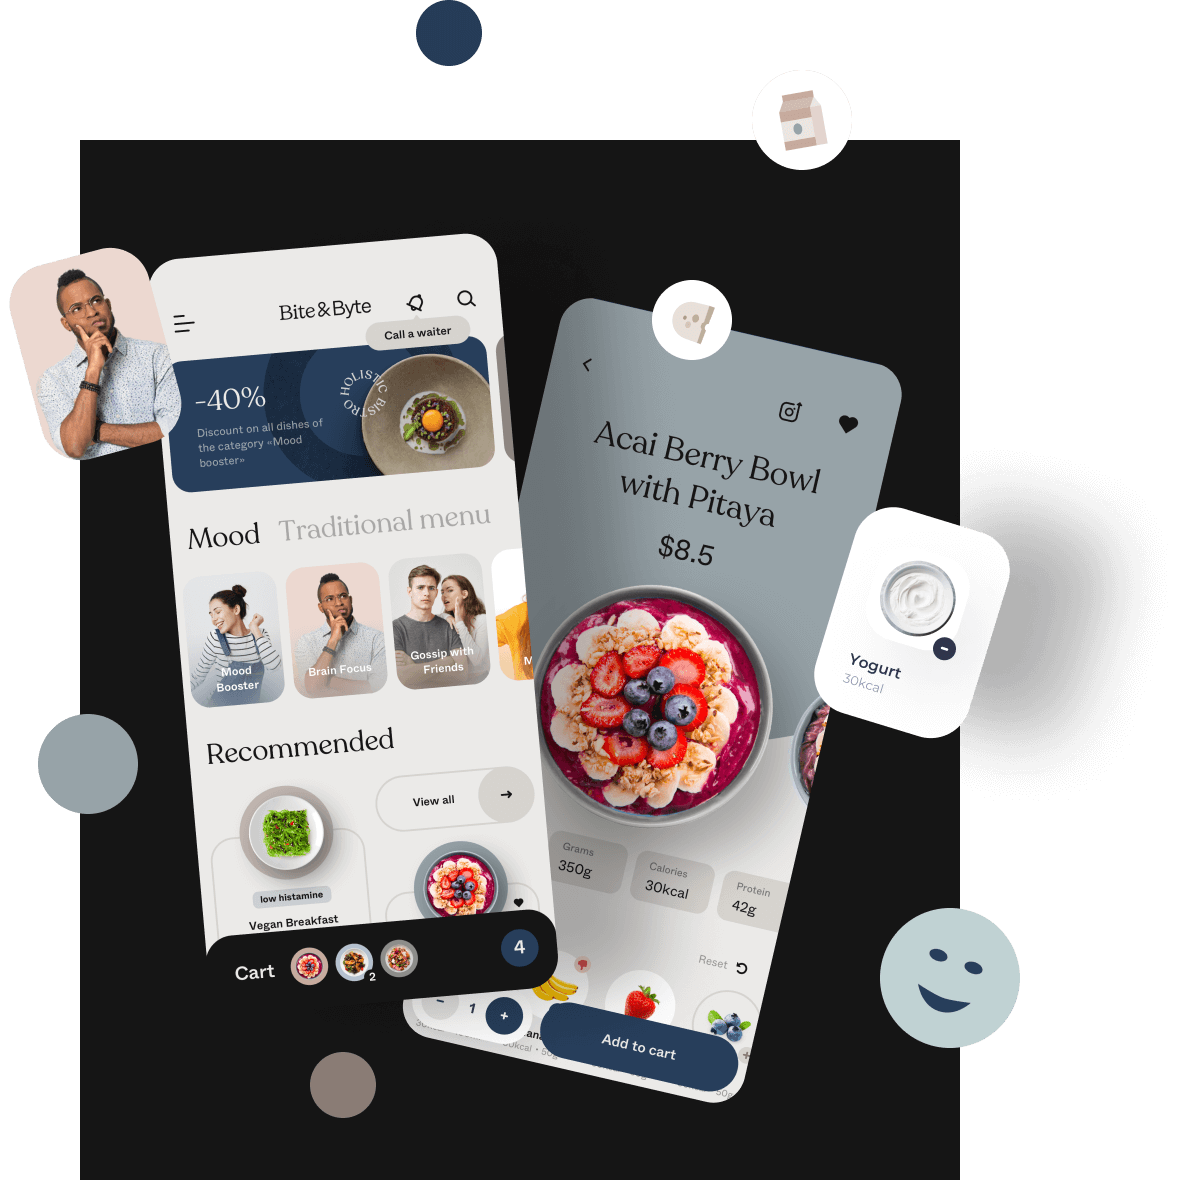 Bite&Byte
Call a waiter
-40%
Discount on all dishes of
the category «Mood
booster»
HOLISTIC
BISTRO
Mood
Traditional menu
Mood
Booster
Brain Focus
Gossip with
Friends
M
Recommended
View all
low histamine
Vegan Breakfast
Cart
2
4
Acai Berry Bowl
with Pitaya
$8.5
Grams
350g
Calories
30kcal
Protein
42g
Reset
1
Add to cart
Yogurt
30kcal